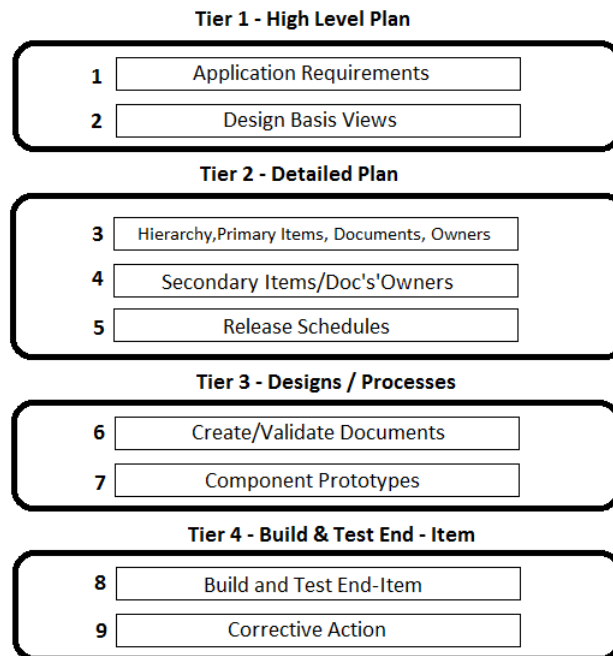 Tier 1 - High Level Plan
1 Application Requirements
2 Design Basis Views
Tier 2 - Detailed Plan
3 Hierarchy,Primary Items, Documents, Owners
4 Secondary Items/Doc's'Owners
5 Release Schedules
Tier 3 - Designs / Processes
6 Create/Validate Documents
7 Component Prototypes
Tier 4 - Build & Test End - Item
8 Build and Test End-Item
9 Corrective Action